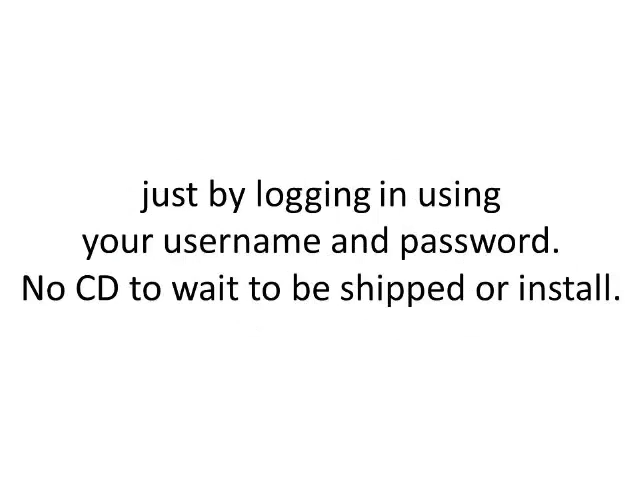 just by logging in using
your username and password.
No CD to wait to be shipped or install.